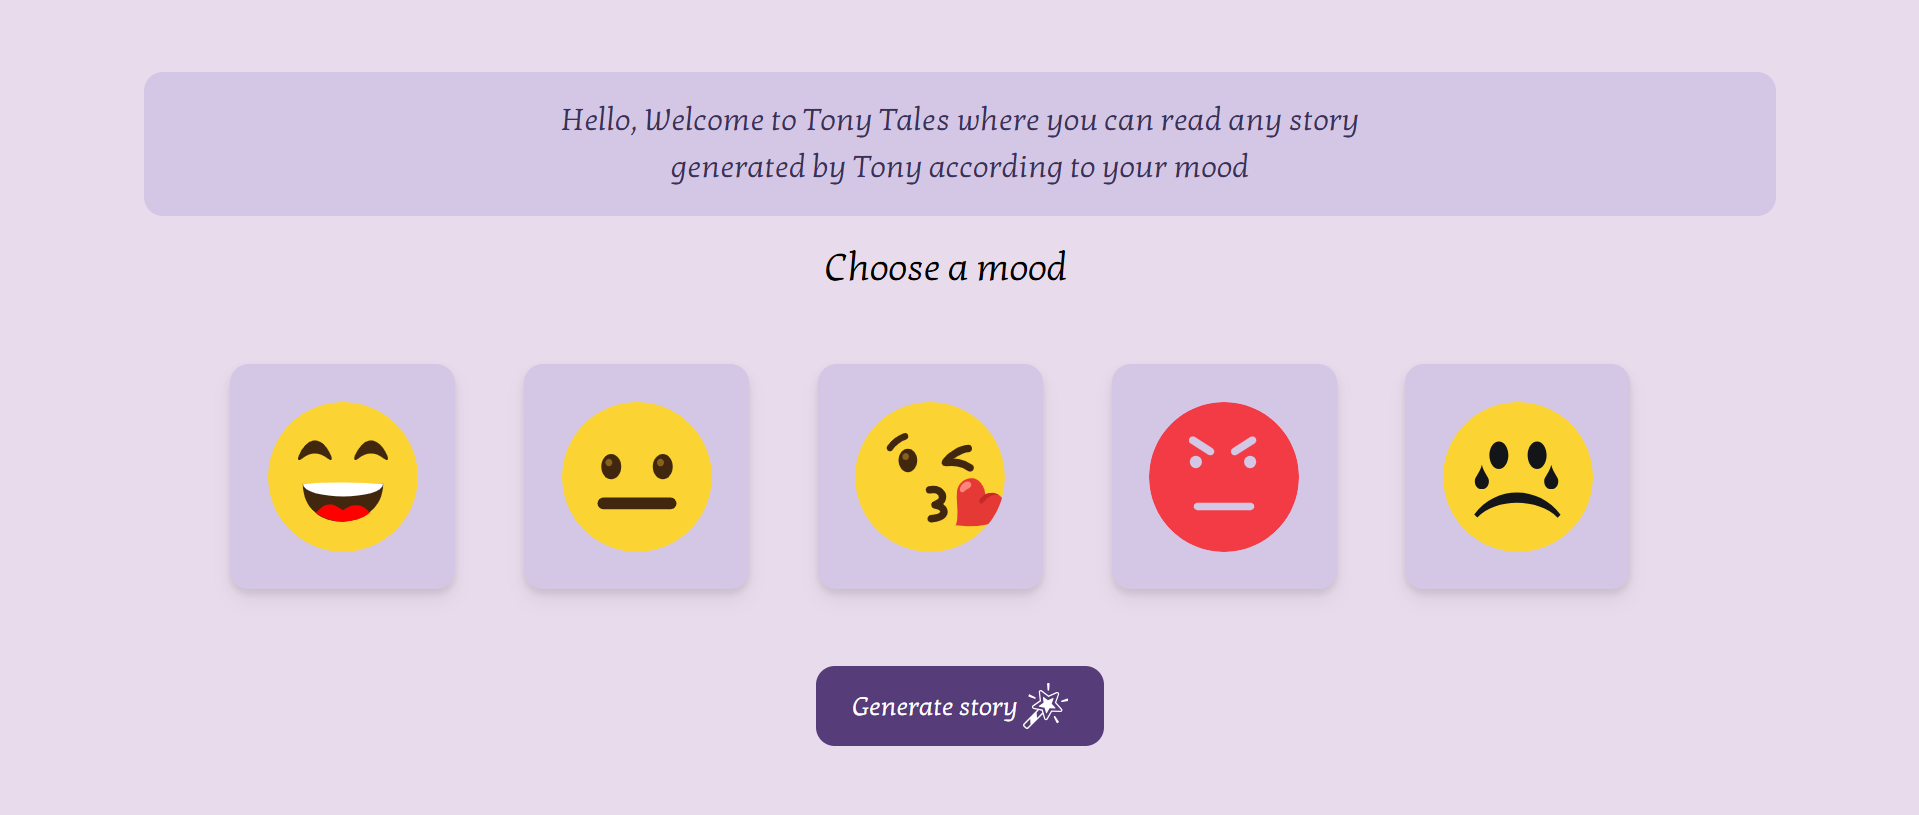 Hello, Welcome to Tony Tales where you can read any story
generated by Tony according to your mood
Choose a mood
Generate story